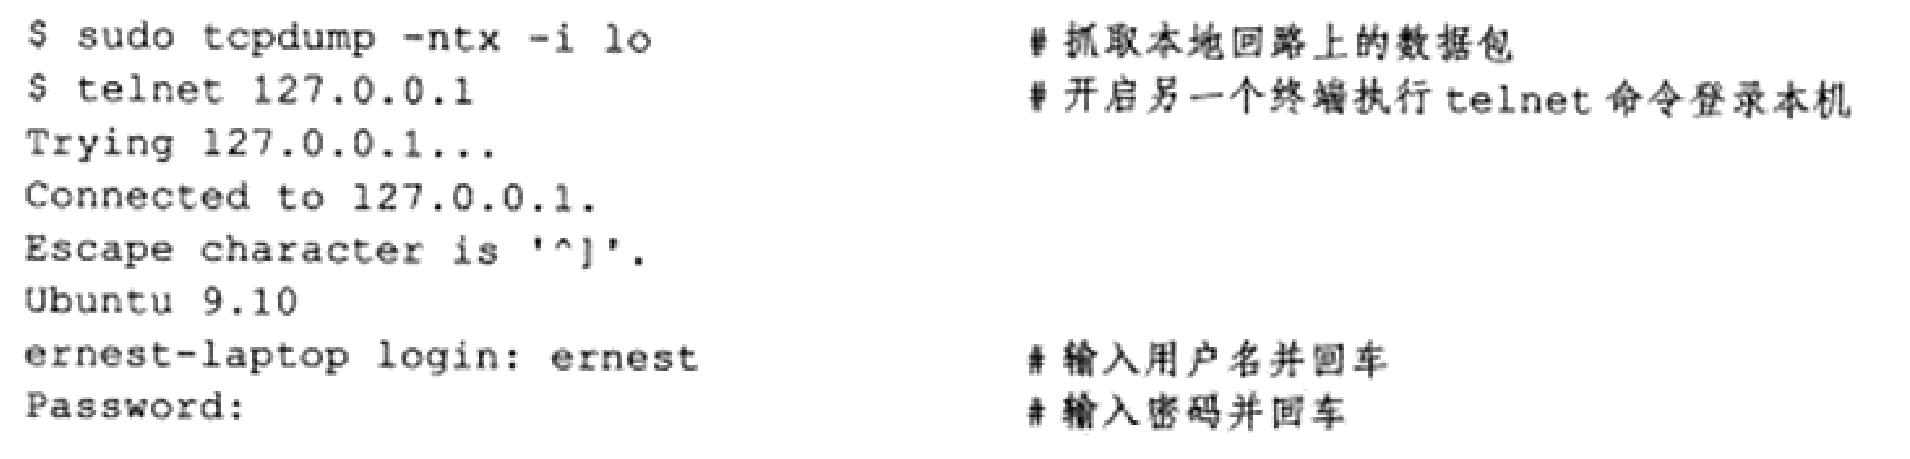 $ sudo tcpdump -ntx -i lo # 抓取本地回路上的数据包
$ telnet 127.0.0.1 # 开启另一个终端执行 telnet 命令登录本机
Trying 127.0.0.1...
Connected to 127.0.0.1.
Escape character is '^]'.
Ubuntu 9.10
ernest-laptop login: ernest # 输入用户名并回车
Password: # 输入密码并回车